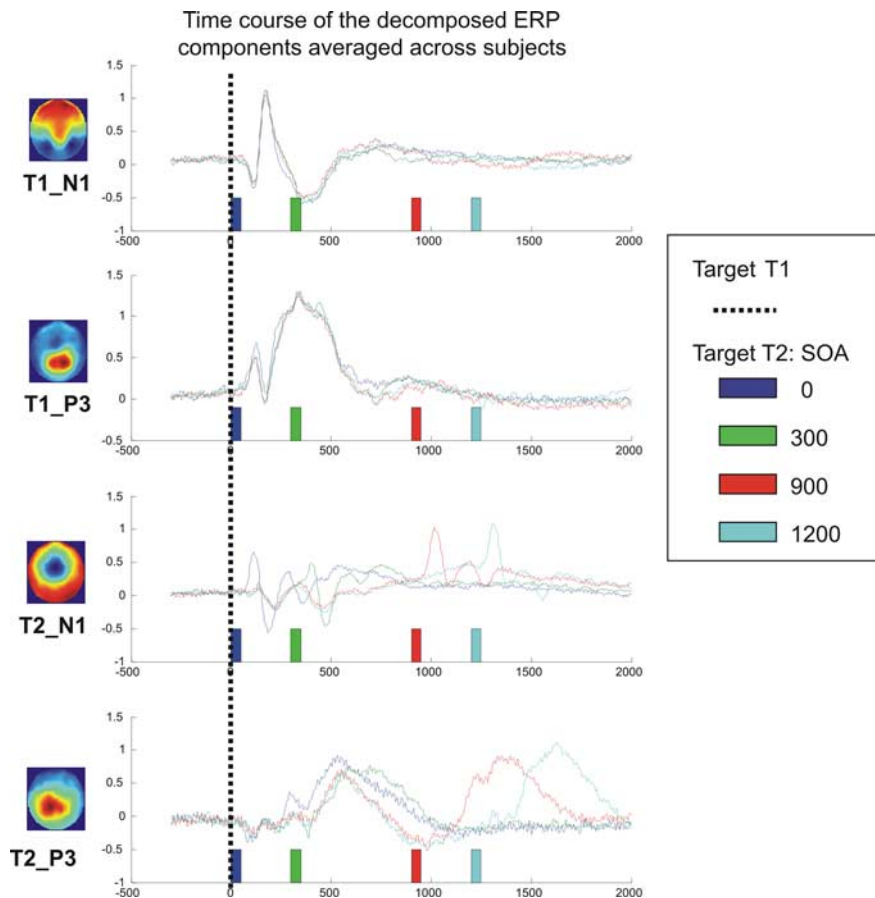 Time course of the decomposed ERP
components averaged across subjects
1.5
1
0.5
0
-0.5
-1
-500 0 500 1000 1500 2000
T1_N1
1.5
1
0.5
0
-0.5
-500 0 500 1000 1500 2000
T1_P3
1.5
1
0.5
0
-0.5
-1
-500 0 500 1000 1500 2000
T2_N1
1.5
1
0.5
0
-0.5
-1
-500 0 500 1000 1500 2000
T2_P3
Target T1
Target T2: SOA
0
300
900
1200